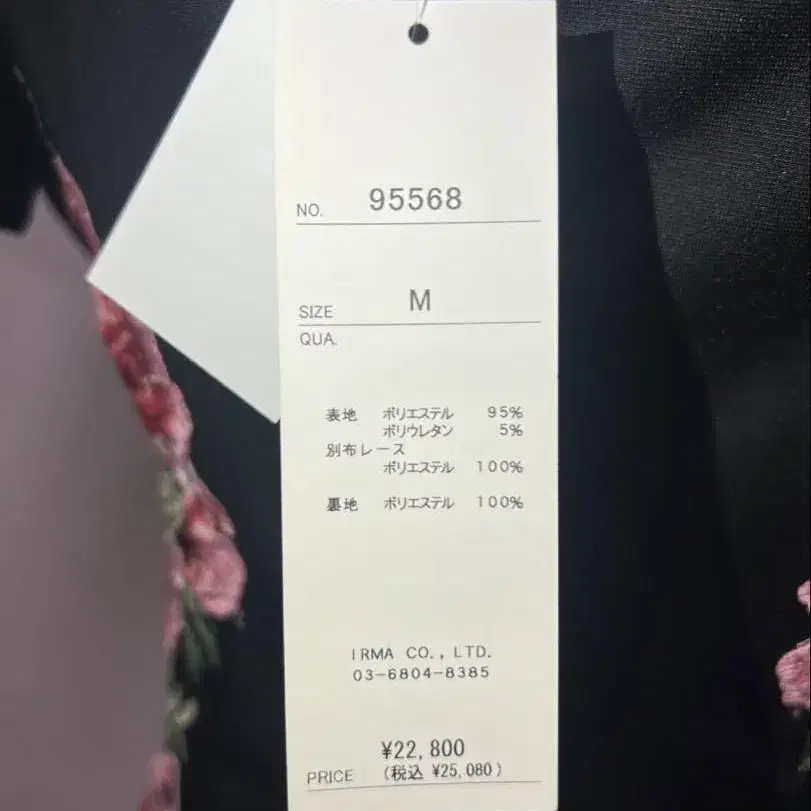 NO. 95568
SIZE M
QUA.
表地 ポリエステル 95%
ポリウレタン 5%
別布レース
ポリエステル 100%
裏地 ポリエステル 100%
IRMA CO., LTD.
03-6804-8385
¥22,800
PRICE (税込 ¥25,080)